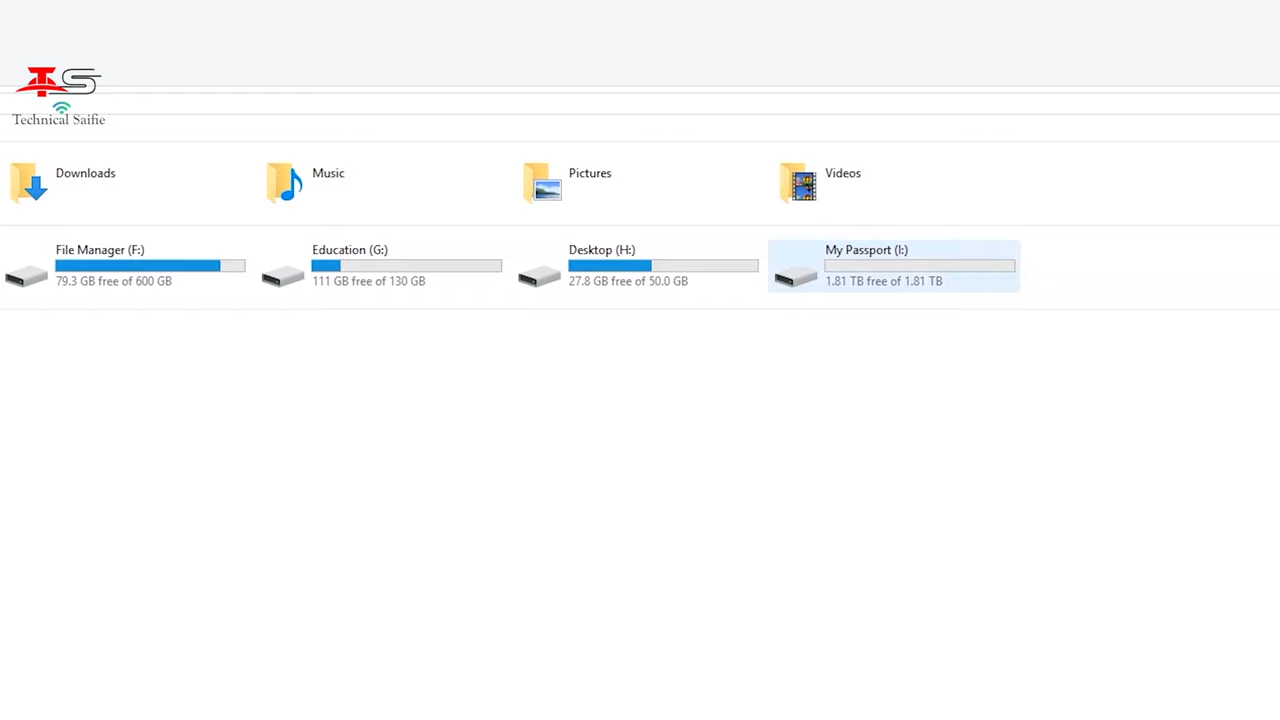 TS
Technical Saifie
Downloads
Music
Pictures
Videos
File Manager (F:)
79.3 GB free of 600 GB
Education (G:)
111 GB free of 130 GB
Desktop (H:)
27.8 GB free of 50.0 GB
My Passport (I:)
1.81 TB free of 1.81 TB